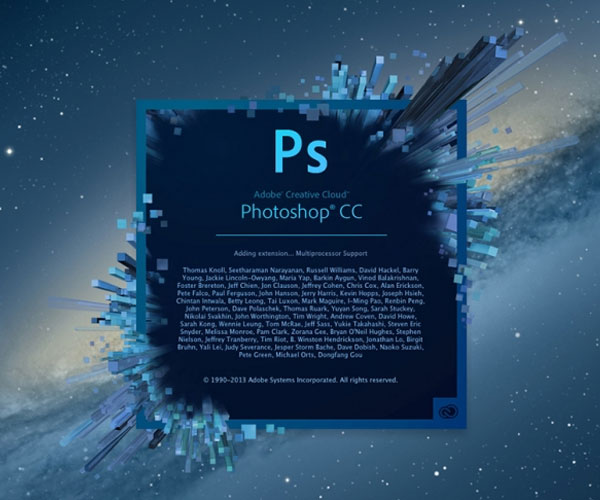 Ps
Adobe® Creative Cloud™
Photoshop® CC
Adding extension... Multiprocessor Support
Thomas Knoll, Seetharaman Narayanan, Russell Williams, David Hackel, Barry
Young, Jackie Lincoln-Owyang, Maria Yap, Barkin Aygun, Vinod Balakrishnan,
Foster Brereton, Jeff Chien, Jon Clauson, Jeffrey Cohen, Chris Cox, Alan Erickson,
Pete Falco, Paul Ferguson, John Hanson, Jerry Harris, Kevin Hopps, Joseph Hsieh,
Chintan Intwala, Betty Leong, Tai Luxon, Mark Maguire, I-Ming Pao, Renbin Peng,
John Peterson, Dave Polaschek, Thomas Ruark, Yuyan Song, Sarah Stuckey,
Nikolai Svakhin, John Worthington, Tim Wright, Andrew Coven, David Howe,
Sarah Kong, Wennie Leung, Tom McRae, Jeff Sass, Yukie Takahashi, Steven Eric
Snyder, Melissa Monroe, Pam Clark, Zorana Gee, Bryan O'Neil Hughes, Stephen
Nielson, Jeffrey Tranberry, Tim Riot, B. Winston Hendrickson, Jonathan Lo, Birgit
Bruhn, Yali Lei, Judy Severance, Jesper Storm Bache, Dave Dobish, Naoko Suzuki,
Pete Green, Michael Orts, Dongfang Gou
© 1990-2013 Adobe Systems Incorporated. All rights reserved.